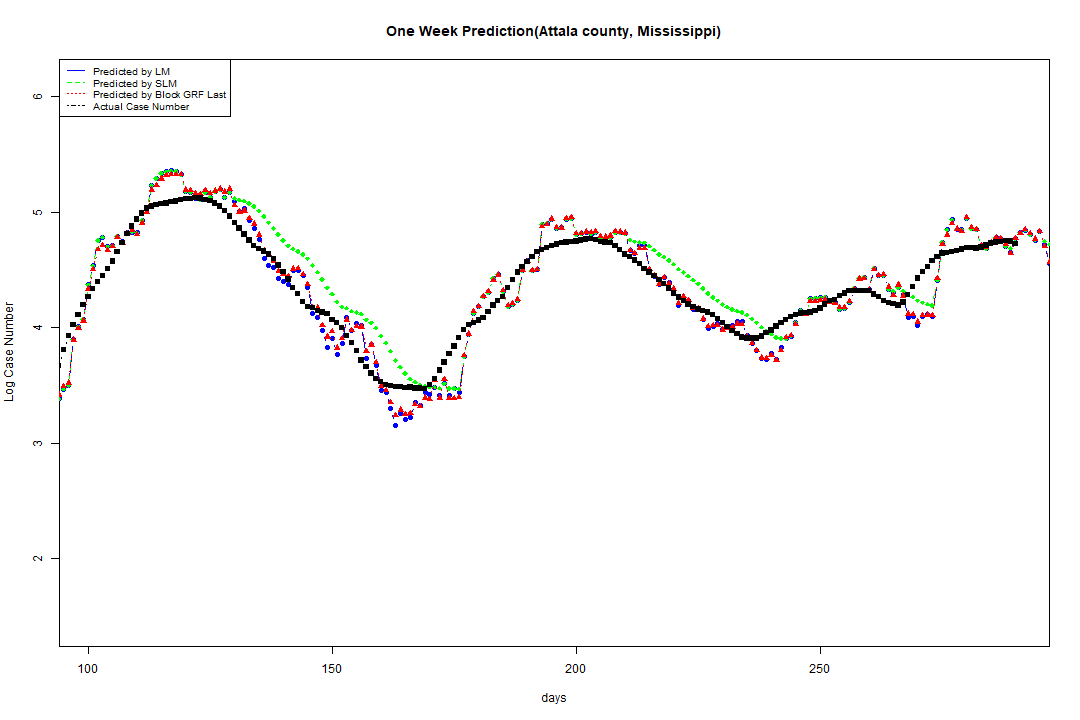 One Week Prediction(Attala county, Mississippi)
Predicted by LM
Predicted by SLM
Predicted by Block GRF Last
Actual Case Number
6
5
4
3
2
Log Case Number
100 150 200 250
days